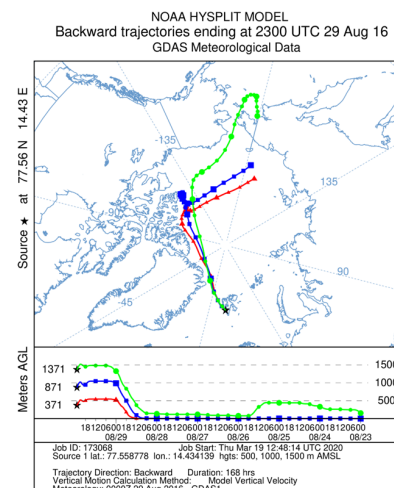 NOAA HYSPLIT MODEL
Backward trajectories ending at 2300 UTC 29 Aug 16
GDAS Meteorological Data
Source ★ at 77.56 N 14.43 E
-135
135
90
-45
Meters AGL
1371
871
371
1500
1000
500
18 12 06 00 18 12 06 00 18 12 06 00 18 12 06 00 18 12 06 00 18 12 06 00 18 12 06 00
08/29 08/28 08/27 08/26 08/25 08/24 08/23
Job ID: 173068 Job Start: Thu Mar 19 12:48:14 UTC 2020
Source 1 lat.: 77.558778 lon.: 14.434139 hgts: 500, 1000, 1500 m AMSL
Trajectory Direction: Backward Duration: 168 hrs
Vertical Motion Calculation Method: Model Vertical Velocity